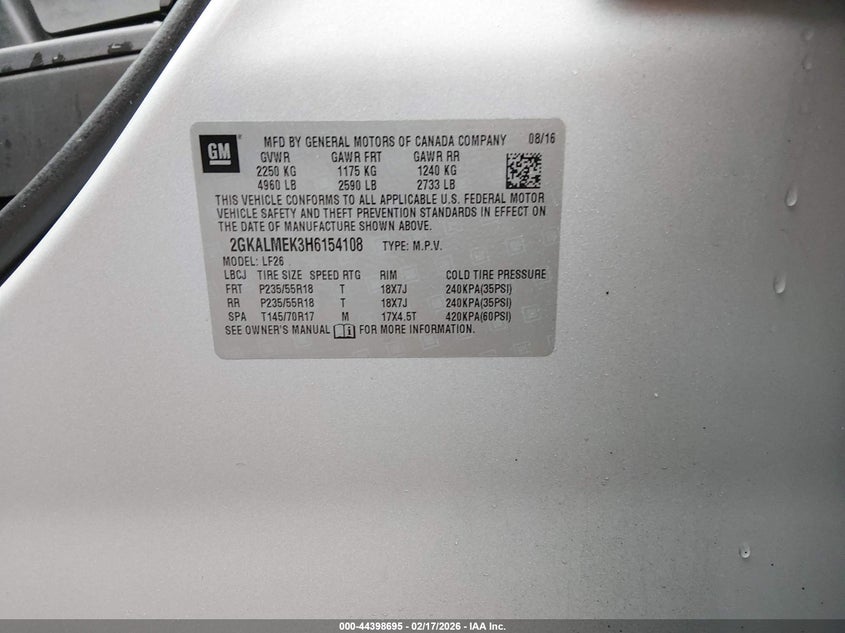 GM
MFD BY GENERAL MOTORS OF CANADA COMPANY 08/16
GVWR GAWR FRT GAWR RR
2250 KG 1175 KG 1240 KG
4960 LB 2590 LB 2733 LB
THIS VEHICLE CONFORMS TO ALL APPLICABLE U.S. FEDERAL MOTOR
VEHICLE SAFETY AND THEFT PREVENTION STANDARDS IN EFFECT ON
THE DATE OF MANUFACTURE SHOWN ABOVE.
2GKALMEK3H6154108 TYPE: M.P.V.
MODEL: LF26
LBCJ TIRE SIZE SPEED RTG RIM COLD TIRE PRESSURE
FRT P235/55R18 T 18X7J 240KPA(35PSI)
RR P235/55R18 T 18X7J 240KPA(35PSI)
SPA T145/70R17 M 17X4.5T 420KPA(60PSI)
SEE OWNER'S MANUAL FOR MORE INFORMATION.
000-44398695 - 02/17/2026 - IAA Inc.